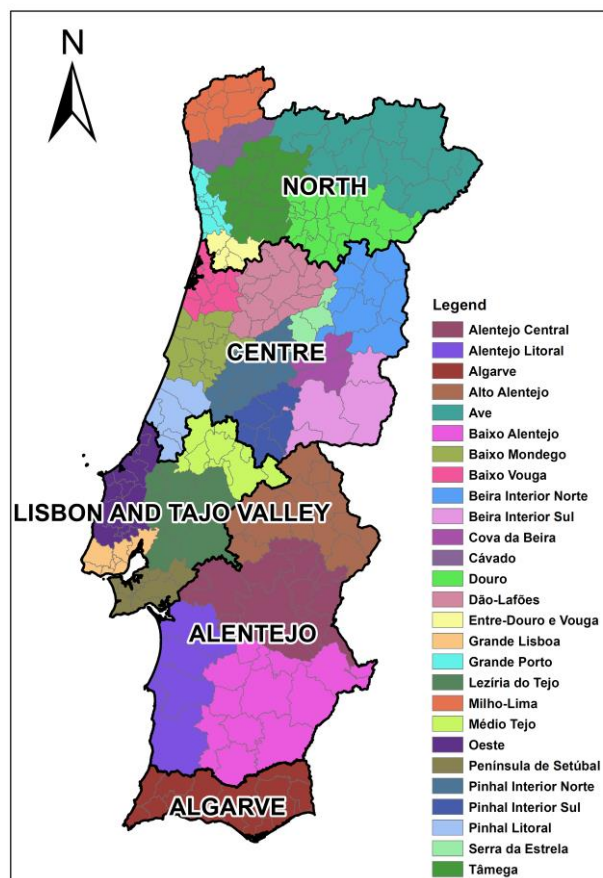 N
NORTH
CENTRE
LISBON AND TAJO VALLEY
ALENTEJO
ALGARVE
Legend
Alentejo Central
Alentejo Litoral
Algarve
Alto Alentejo
Ave
Baixo Alentejo
Baixo Mondego
Baixo Vouga
Beira Interior Norte
Beira Interior Sul
Cova da Beira
Cávado
Douro
Dão-Lafões
Entre-Douro e Vouga
Grande Lisboa
Grande Porto
Lezíria do Tejo
Milho-Lima
Médio Tejo
Oeste
Península de Setúbal
Pinhal Interior Norte
Pinhal Interior Sul
Pinhal Litoral
Serra da Estrela
Tâmega